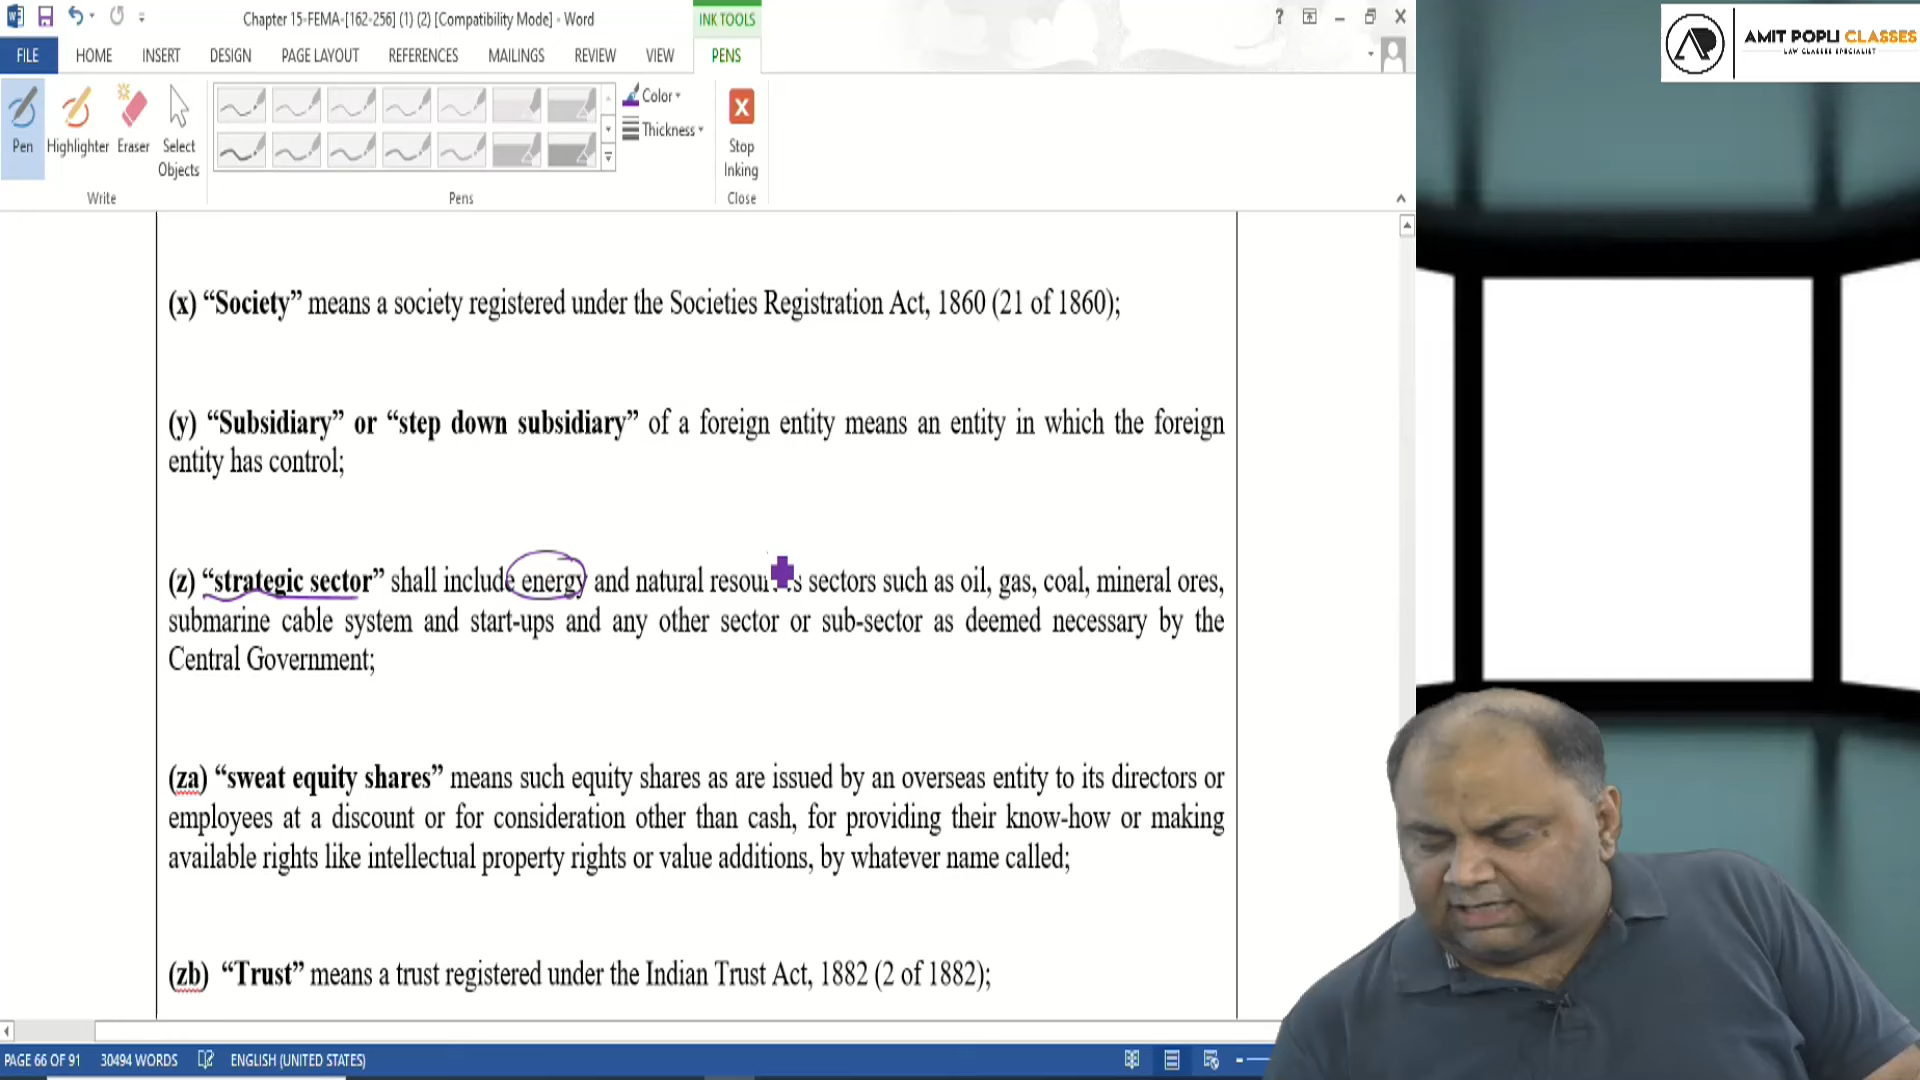 Chapter 15-FEMA-[162-256] (1) (2) [Compatibility Mode] - Word
INK TOOLS
?
AMIT POPLI CLASSES
LAW CLASSES SPECIALIST
FILE HOME INSERT DESIGN PAGE LAYOUT REFERENCES MAILINGS REVIEW VIEW PENS
Color
Thickness
Pen Highlighter Eraser Select Objects
Stop Inking
Write Pens Close
(x) “Society” means a society registered under the Societies Registration Act, 1860 (21 of 1860);
(y) “Subsidiary” or “step down subsidiary” of a foreign entity means an entity in which the foreign
entity has control;
(z) “strategic sector” shall include energy and natural sectors such as oil, gas, coal, mineral ores,
submarine cable system and start-ups and any other sector or sub-sector as deemed necessary by the
Central Government;
(za) “sweat equity shares” means such equity shares as are issued by an overseas entity to its directors or
employees at a discount or for consideration other than cash, for providing their know-how or making
available rights like intellectual property rights or value additions, by whatever name called;
(zb) “Trust” means a trust registered under the Indian Trust Act, 1882 (2 of 1882);
PAGE 66 OF 91 30494 WORDS ENGLISH (UNITED STATES)